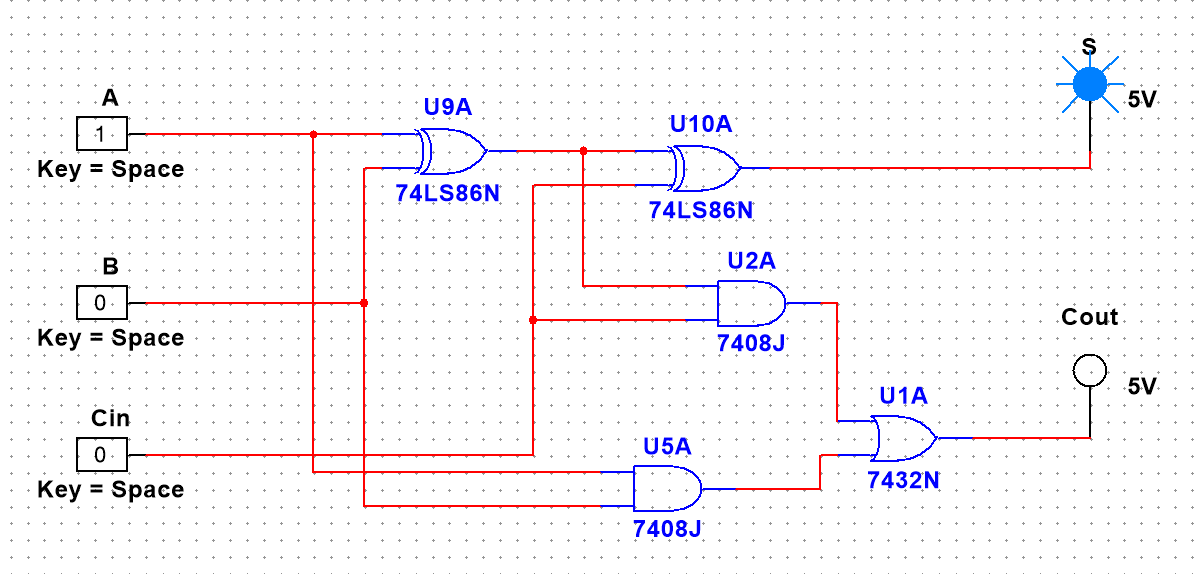 S
5V
A
1
Key = Space
U9A
74LS86N
U10A
74LS86N
B
0
Key = Space
U2A
7408J
Cout
5V
Cin
0
Key = Space
U5A
7408J
U1A
7432N